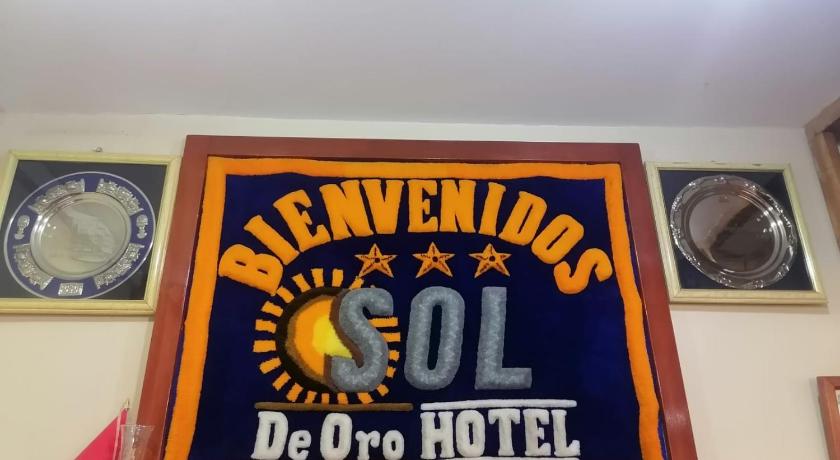 BIENVENIDOS
SOL
De Oro HOTEL